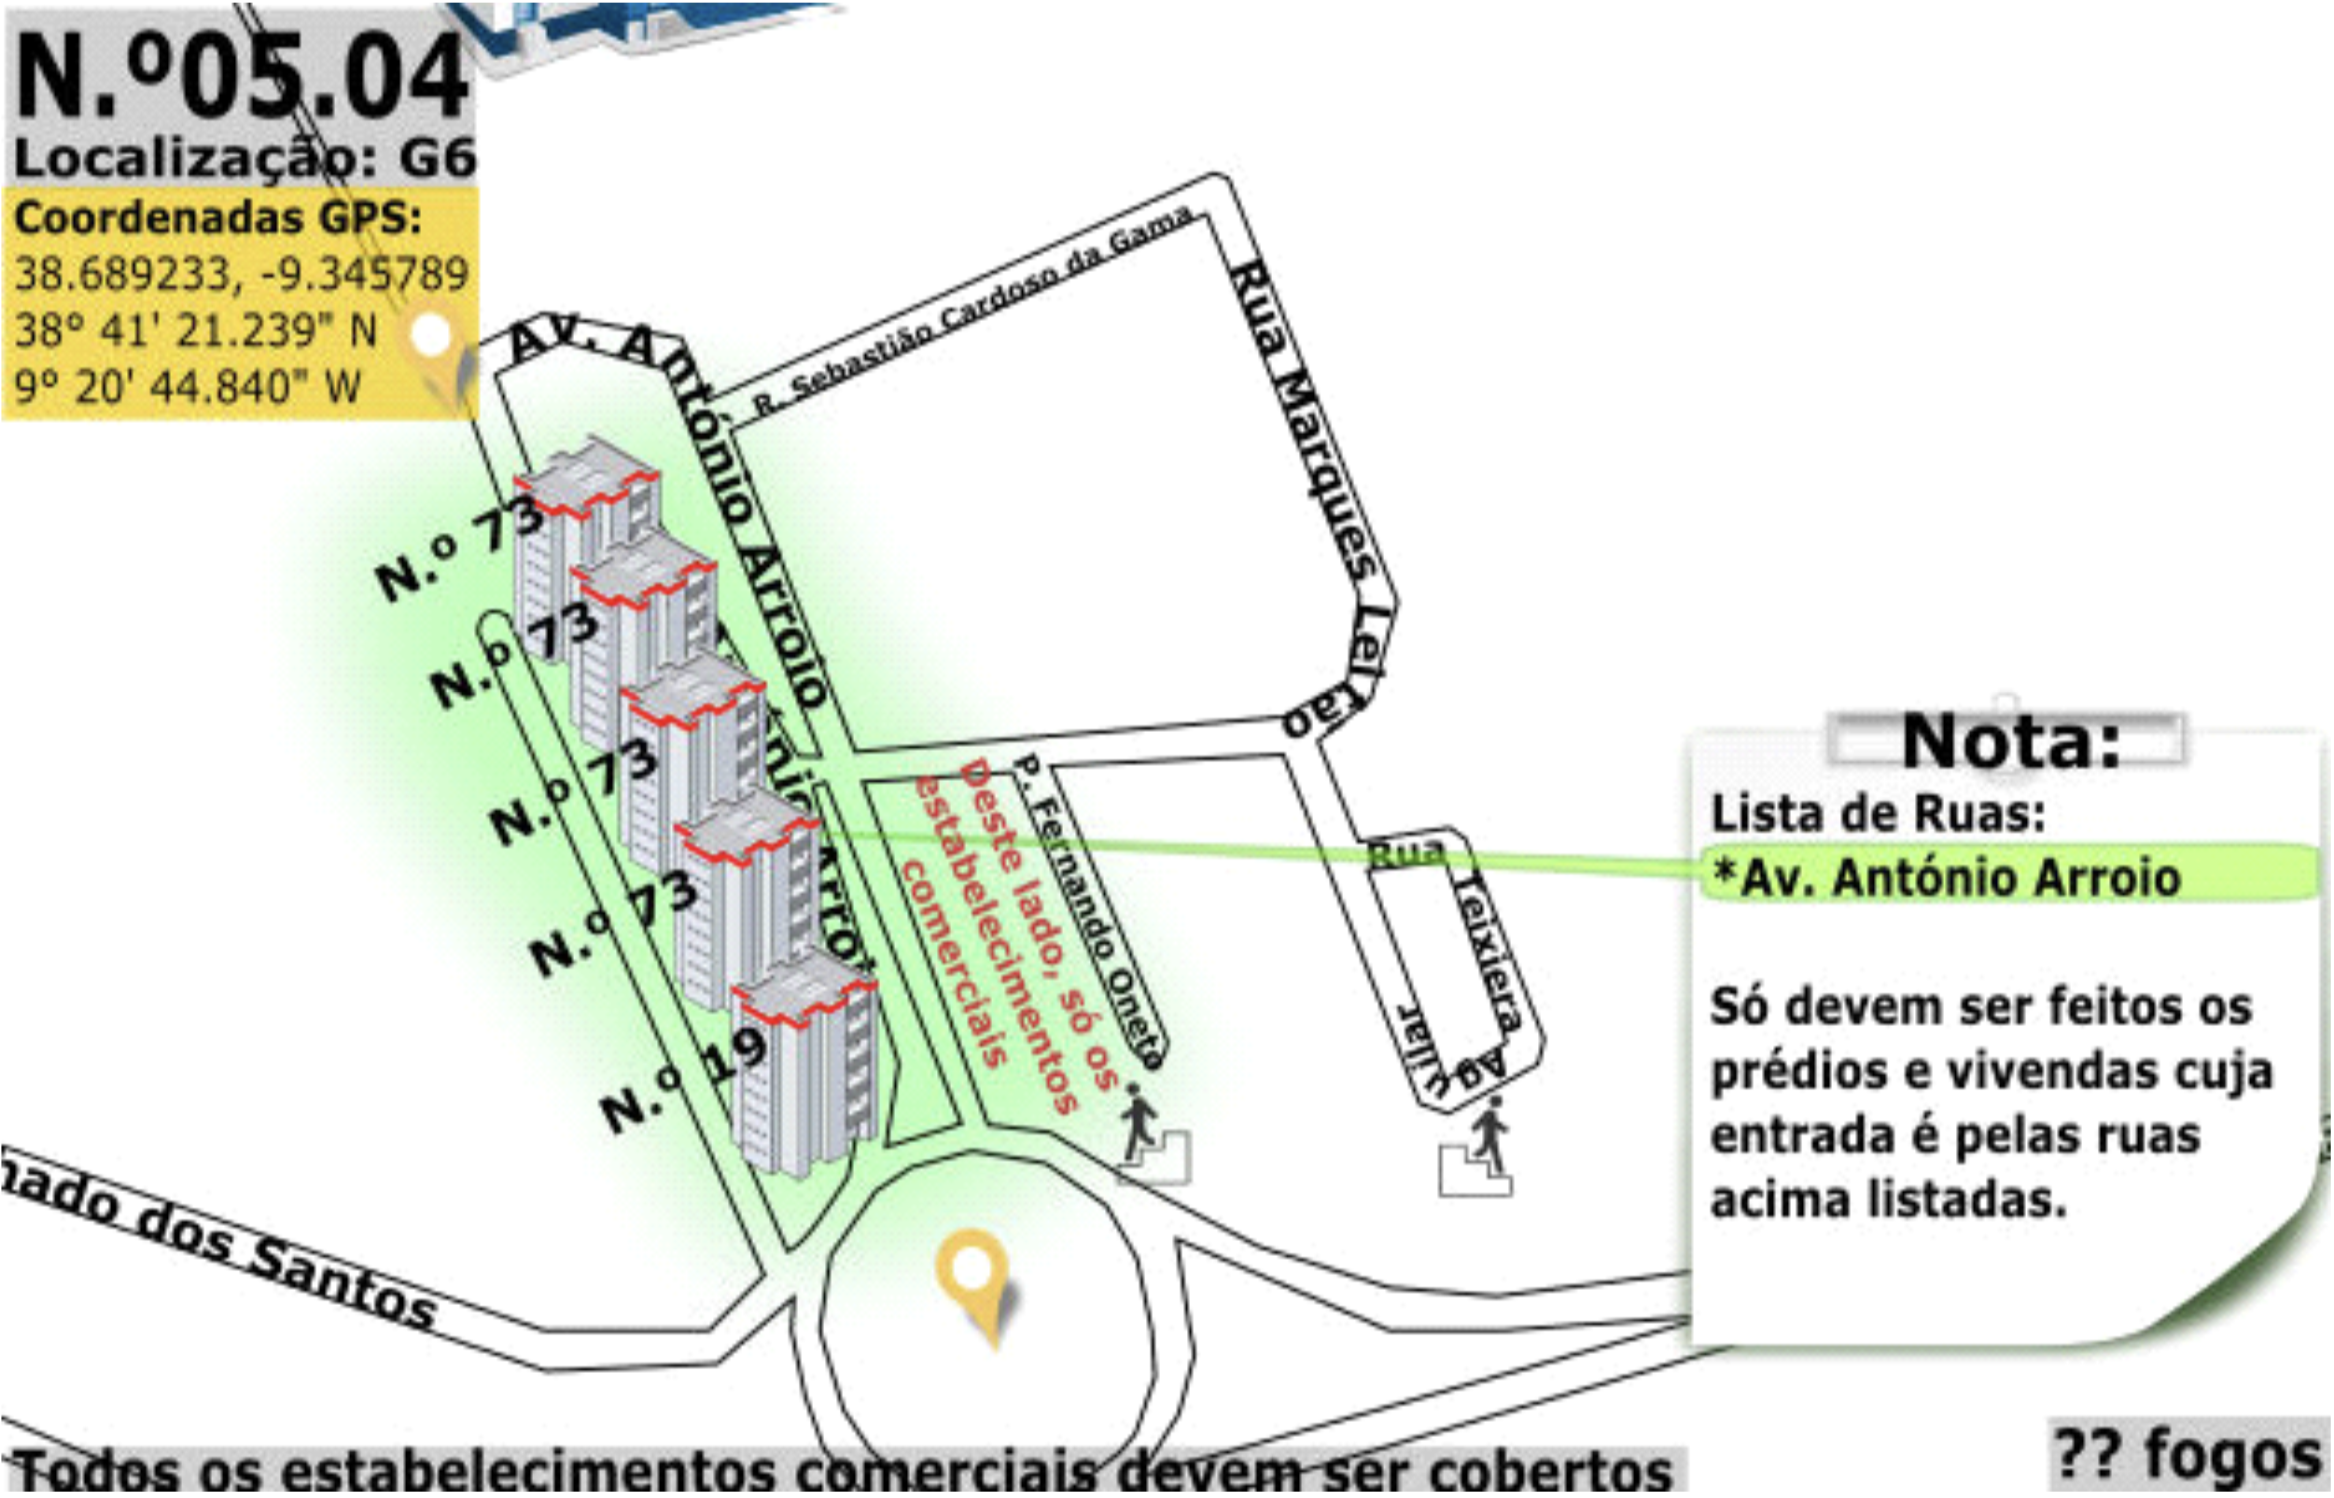 N.º05.04
Localização: G6
Coordenadas GPS:
38.689233, -9.345789
38° 41' 21.239" N
9° 20' 44.840" W
Av. António Arroio
R. Sebastião Cardoso da Gama
Rua Marques Leitão
N.º 73
N.º 73
N.º 73
N.º 73
N.º 19
Arroi
P. Fernando Oneto
Deste lado, só os
estabelecimentos
comerciais
Rua Teixiera Aguilar
nado dos Santos
Nota:
Lista de Ruas:
*Av. António Arroio
Só devem ser feitos os
prédios e vivendas cuja
entrada é pelas ruas
acima listadas.
Todos os estabelecimentos comerciais devem ser cobertos
?? fogos